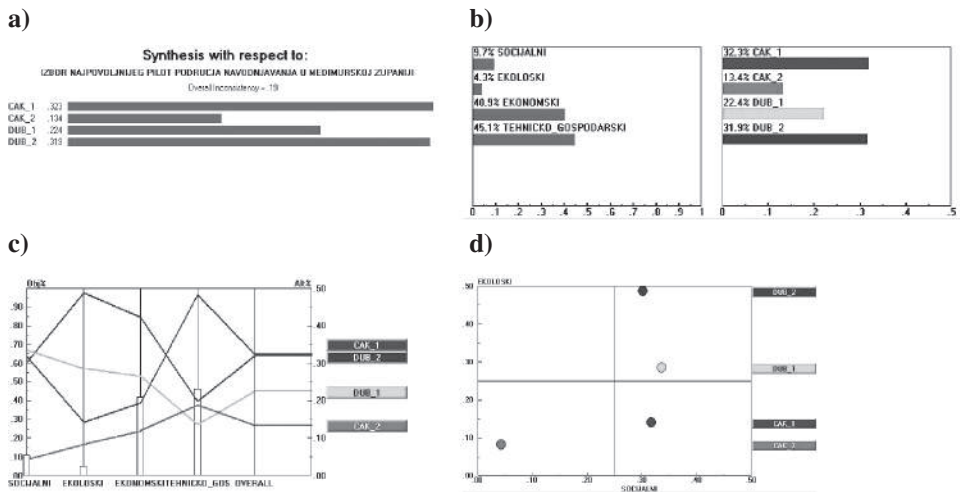 a)
Synthesis with respect to:
IZBOR NAJPOVOLJNIJEG PILOT PODRUCJA NAVODNJAVANJA U MEDIMURSKOJ ZUPANIJI
Overall Inconsistency = .19
CAK_1 .323
CAK_2 .134
DUB_1 .224
DUB_2 .319
b)
9.7% SOCIJALNI
4.3% EKOLOSKI
40.9% EKONOMSKI
45.1% TEHNICKO_GOSPODARSKI
0 .1 .2 .3 .4 .5 .6 .7 .8 .9 1
32.3% CAK_1
13.4% CAK_2
22.4% DUB_1
31.9% DUB_2
0 .1 .2 .3 .4 .5
c)
Obj% Alt%
.90
.80
.70
.60
.50
.40
.30
.20
.10
.00
.50
.40
.30
.20
.10
.00
CAK_1
DUB_2
DUB_1
CAK_2
SOCIJALNI EKOLOSKI EKONOMSKI TEHNICKO_GOS OVERALL
d)
EKOLOSKI
.50
.40
.30
.20
.10
.00
.00 .10 .20 .30 .40 .50
SOCIJALNI
DUB_2
DUB_1
CAK_1
CAK_2